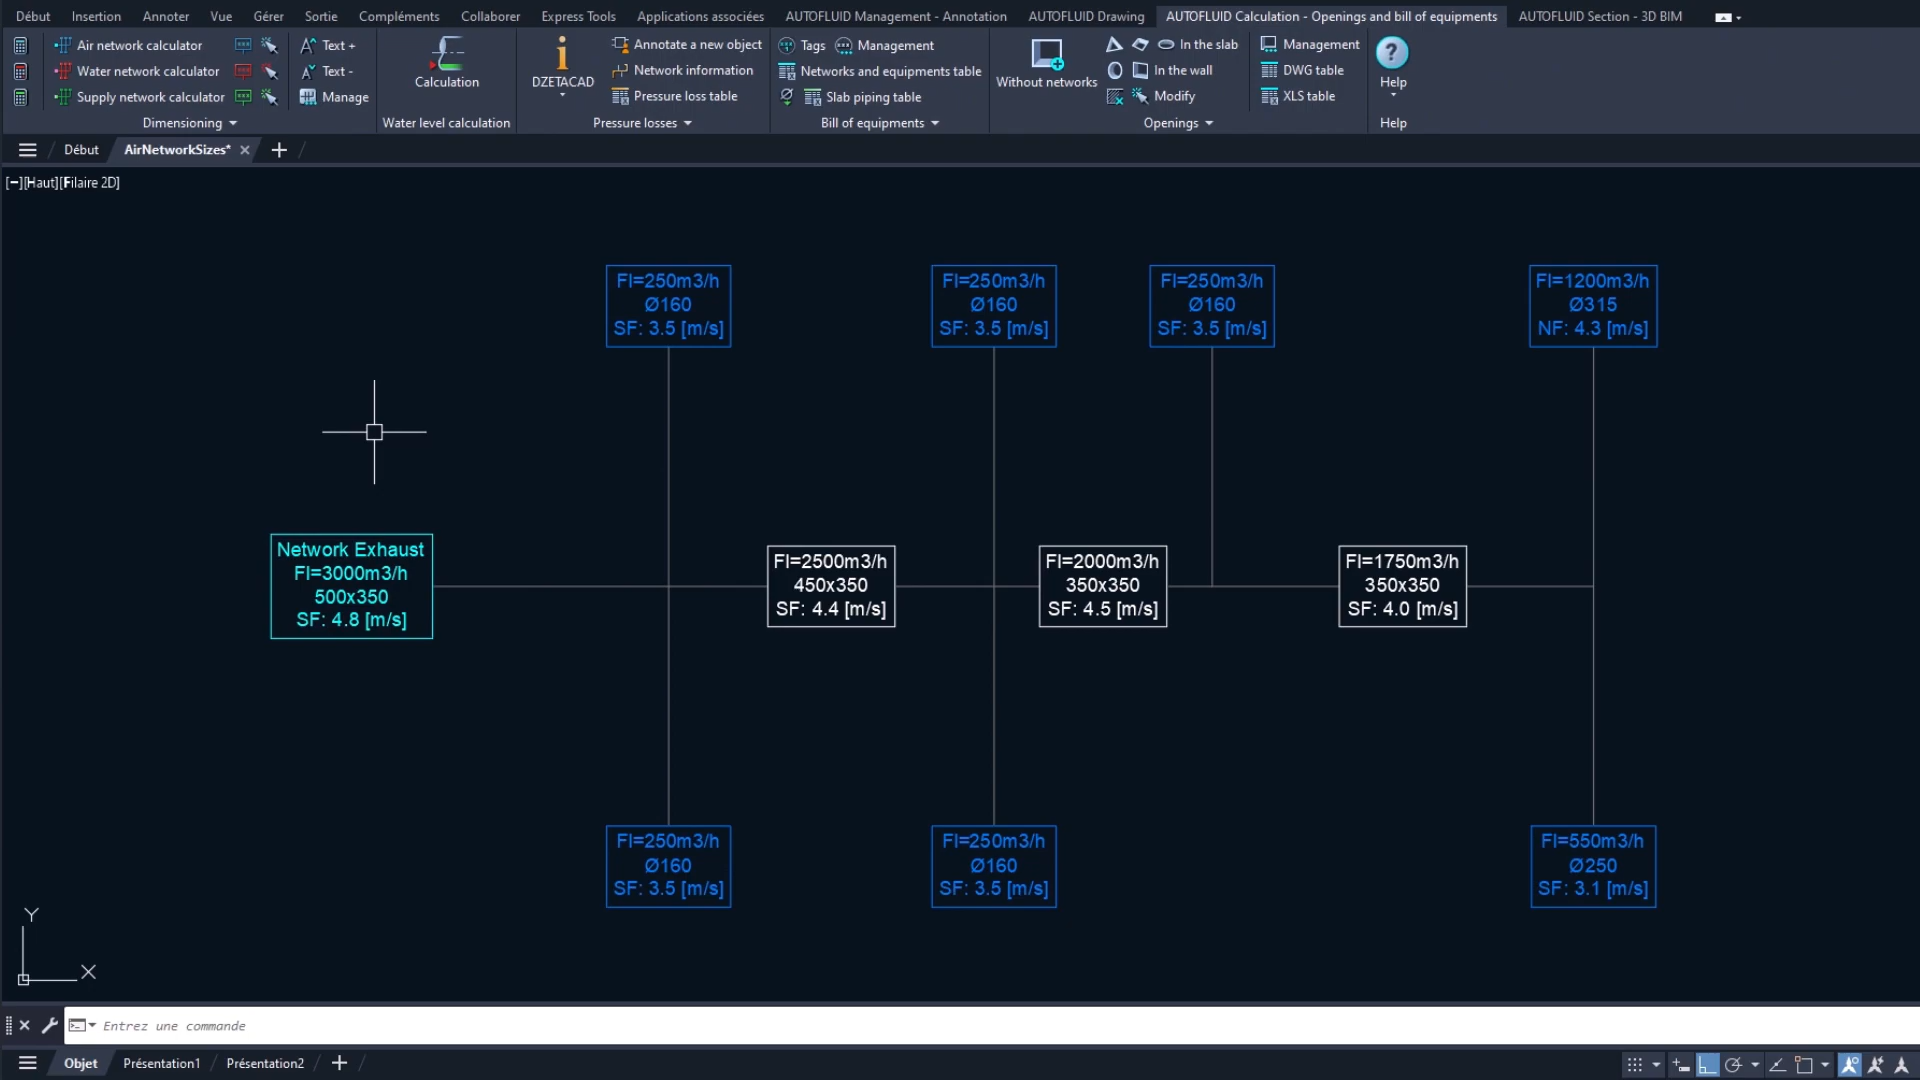 Début Insertion Annoter Vue Gérer Sortie Compléments Collaborer Express Tools Applications associées AUTOFLUID Management - Annotation AUTOFLUID Drawing AUTOFLUID Calculation - Openings and bill of equipments AUTOFLUID Section - 3D BIM
Air network calculator
Water network calculator
Supply network calculator
Text +
Text -
Manage
Dimensioning
Calculation
Water level calculation
DZETACAD
Annotate a new object
Network information
Pressure loss table
Pressure losses
Tags Management
Networks and equipments table
Slab piping table
Bill of equipments
Without networks
In the slab
In the wall
Modify
Openings
Management
DWG table
XLS table
?
Help
Help
Début AirNetworkSizes*
[−][Haut][Filaire 2D]
Fl=250m3/h
Ø160
SF: 3.5 [m/s]
Fl=250m3/h
Ø160
SF: 3.5 [m/s]
Fl=250m3/h
Ø160
SF: 3.5 [m/s]
Fl=1200m3/h
Ø315
NF: 4.3 [m/s]
Network Exhaust
Fl=3000m3/h
500x350
SF: 4.8 [m/s]
Fl=2500m3/h
450x350
SF: 4.4 [m/s]
Fl=2000m3/h
350x350
SF: 4.5 [m/s]
Fl=1750m3/h
350x350
SF: 4.0 [m/s]
Fl=250m3/h
Ø160
SF: 3.5 [m/s]
Fl=250m3/h
Ø160
SF: 3.5 [m/s]
Fl=550m3/h
Ø250
SF: 3.1 [m/s]
Y
X
Entrez une commande
Objet Présentation1 Présentation2